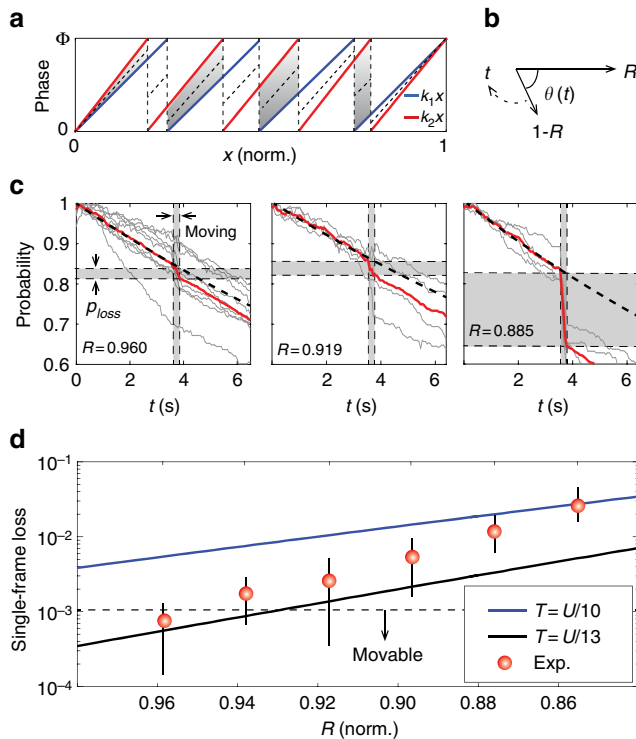 a
Φ
Phase
0
k₁x
k₂x
0
x (norm.)
1
b
t
R
θ (t)
1-R
c
1
0.9
0.8
0.7
0.6
Probability
Moving
p_loss
R=0.960
R=0.919
R=0.885
0 2 4 6
0 2 4 6
0 2 4 6
t (s)
t (s)
t (s)
d
10⁻¹
10⁻²
10⁻³
10⁻⁴
Single-frame loss
Movable
T=U/10
T=U/13
Exp.
0.96 0.94 0.92 0.90 0.88 0.86
R (norm.)